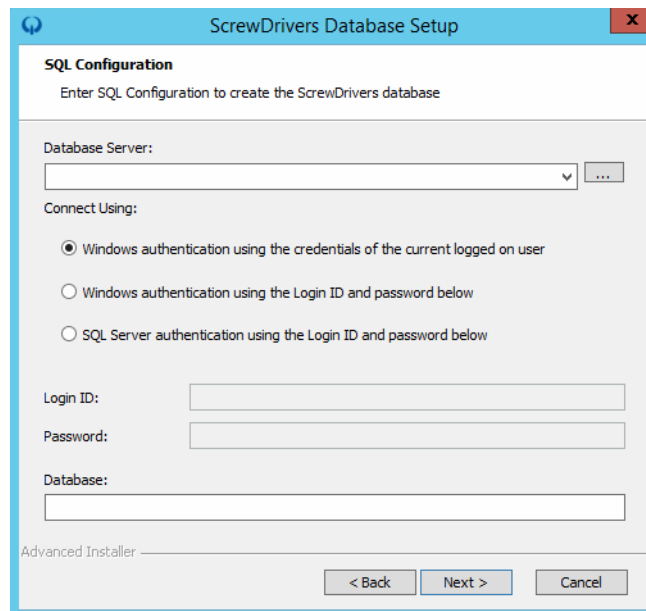 ScrewDrivers Database Setup
x
SQL Configuration
Enter SQL Configuration to create the ScrewDrivers database
Database Server:
...
Connect Using:
Windows authentication using the credentials of the current logged on user
Windows authentication using the Login ID and password below
SQL Server authentication using the Login ID and password below
Login ID:
Password:
Database:
Advanced Installer
< Back Next > Cancel